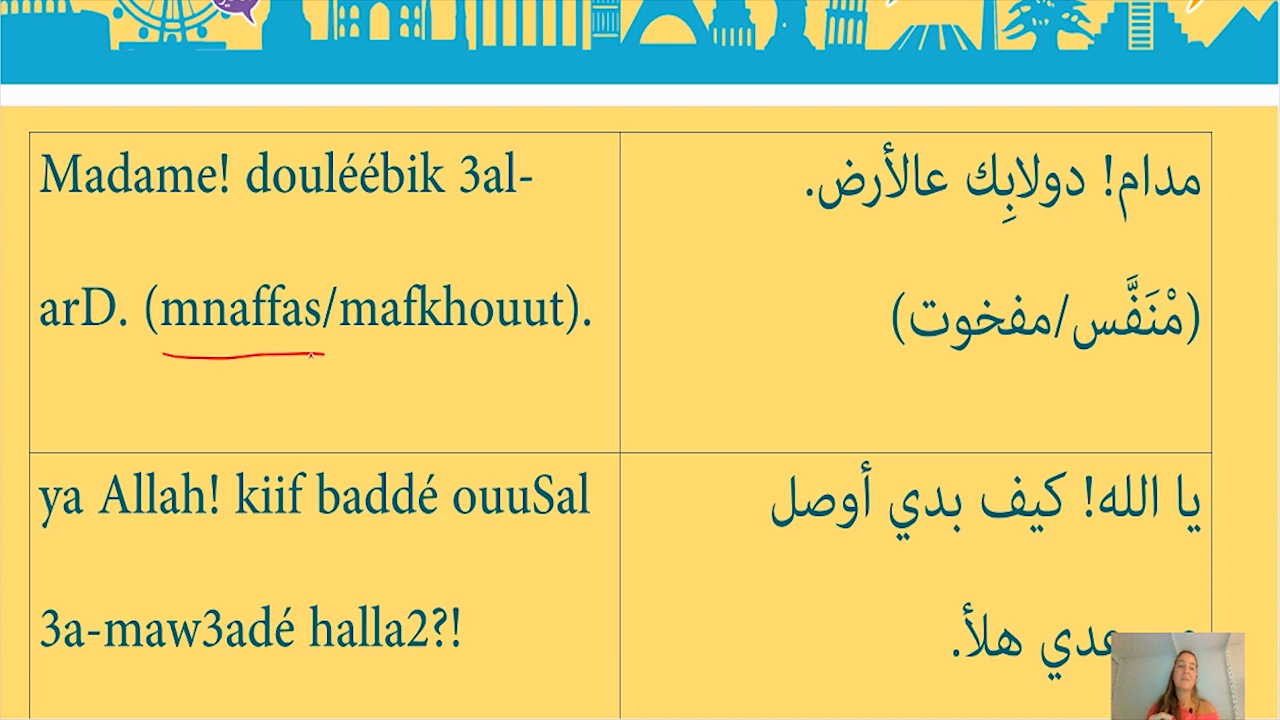 Madame! douléébik 3al-
arD. (mnaffas/mafkhouut).
مدام! دولابِك عالأرض.
(مْنَفَّس/مفخوت)
ya Allah! kiif baddé ouuSal
3a-maw3adé halla2?!
يا الله! كيف بدي أوصل
هلأ.